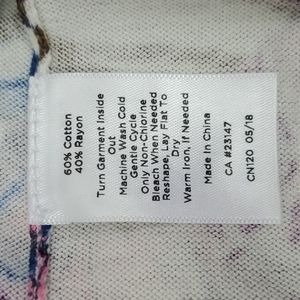 60% Cotton
40% Rayon
Turn Garment Inside
Out
Machine Wash Cold
Gentle Cycle
Only Non-Chlorine
Bleach When Needed
Reshape, Lay Flat To
Dry
Warm Iron, If Needed
Made In China
CA #23147
CN120 05/18